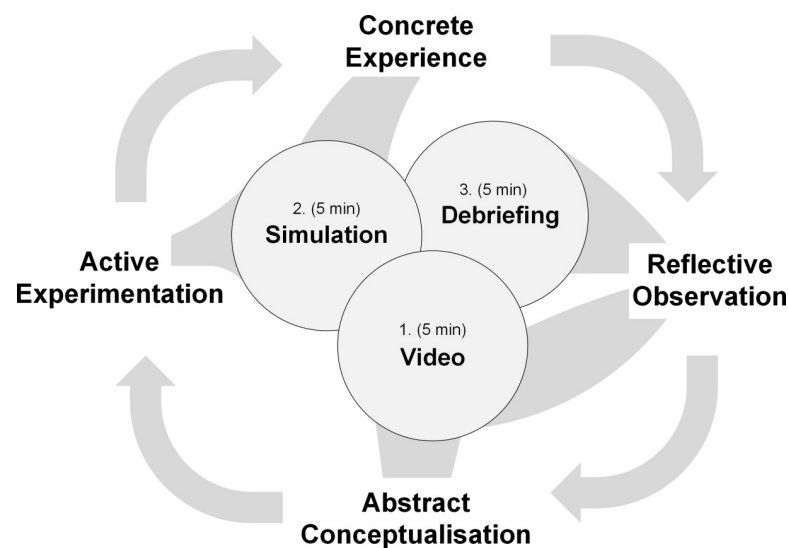 Concrete
Experience
2. (5 min)
Simulation
3. (5 min)
Debriefing
Active
Experimentation
Reflective
Observation
1. (5 min)
Video
Abstract
Conceptualisation